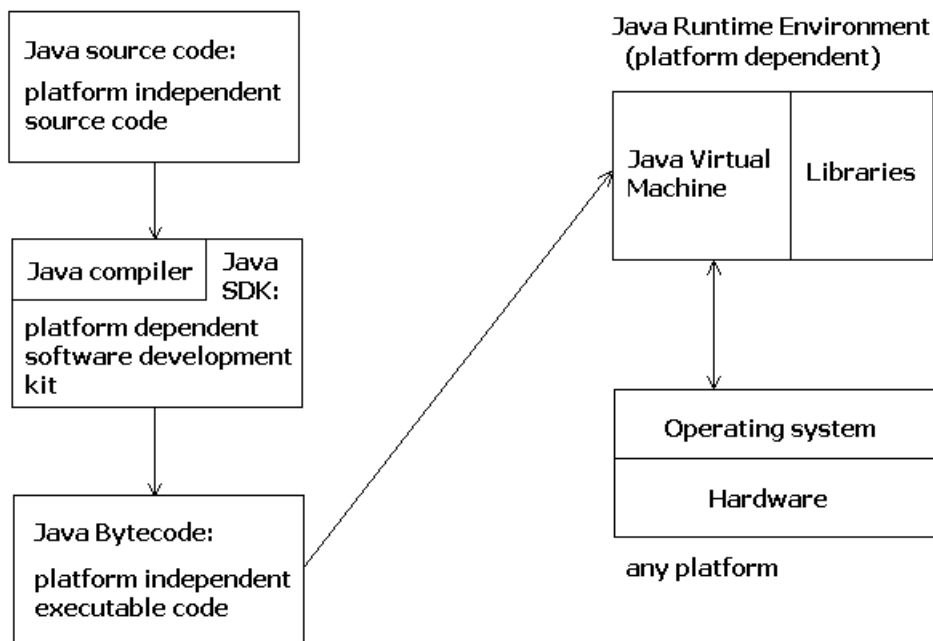 Java source code:
platform independent
source code
Java compiler
Java
SDK:
platform dependent
software development
kit
Java Bytecode:
platform independent
executable code
Java Runtime Environment
(platform dependent)
Java Virtual
Machine
Libraries
Operating system
Hardware
any platform